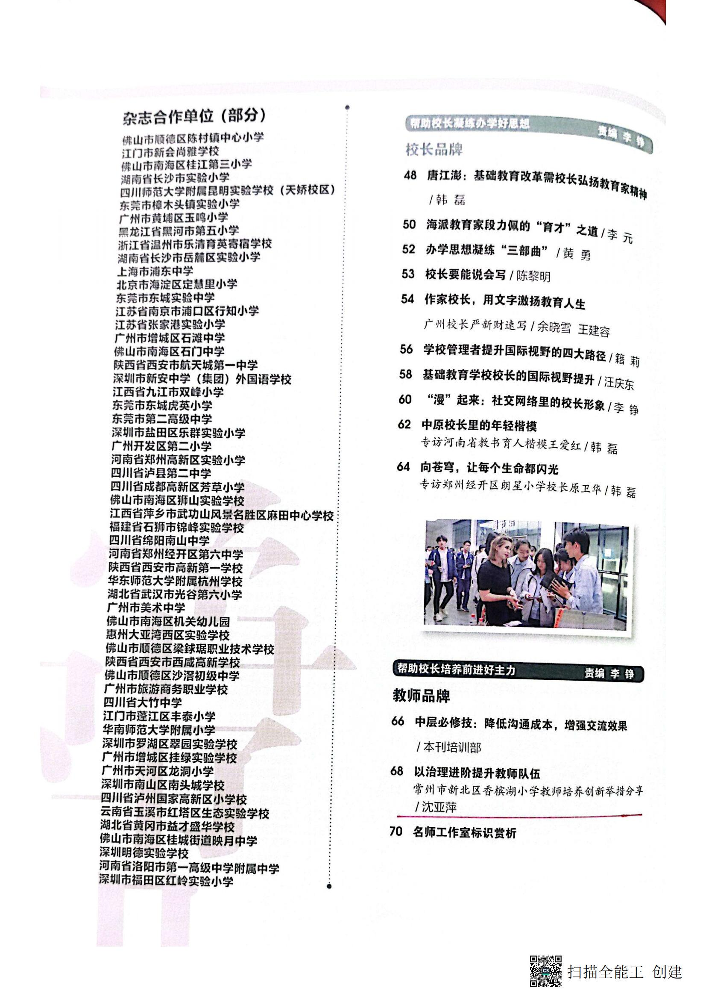 杂志合作单位（部分）
佛山市顺德区陈村镇中心小学
江门市新会尚雅学校
佛山市南海区桂江第三小学
湖南省长沙市实验小学
四川师范大学附属昆明实验学校（天娇校区）
东莞市樟木头镇实验小学
广州市黄埔区玉鸣小学
黑龙江省黑河市第五小学
浙江省温州市乐清育英寄宿学校
湖南省长沙市岳麓区实验小学
上海市浦东中学
北京市海淀区定慧里小学
东莞市东城实验中学
江苏省南京市浦口区行知小学
江苏省张家港实验小学
广州市增城区石滩中学
佛山市南海区石门中学
陕西省西安市航天城第一中学
深圳市新安中学（集团）外国语学校
江西省九江市双峰小学
东莞市东城虎英小学
东莞市第二高级中学
深圳市盐田区乐群实验小学
广州开发区第二小学
河南省郑州高新区实验小学
四川省泸县第二中学
四川省成都高新区芳草小学
佛山市南海区狮山实验学校
江西省萍乡市武功山风景名胜区麻田中心学校
福建省石狮市锦峰实验学校
四川省绵阳南山中学
河南省郑州经开区第六中学
陕西省西安市高新第一学校
华东师范大学附属杭州学校
湖北省武汉市光谷第六小学
广州市美术中学
佛山市南海区机关幼儿园
惠州大亚湾西区实验学校
佛山市顺德区梁銶琚职业技术学校
陕西省西安市西咸高新学校
佛山市顺德区沙滘初级中学
广州市旅游商务职业学校
四川省大竹中学
江门市蓬江区丰泰小学
华南师范大学附属小学
深圳市罗湖区翠园实验学校
广州市增城区挂绿实验学校
广州市天河区龙洞小学
深圳市南山区南头城学校
四川省泸州国家高新区小学校
云南省玉溪市红塔区生态实验学校
湖北省黄冈市益才盛华学校
佛山市南海区桂城街道映月中学
深圳明德实验学校
河南省洛阳市第一高级中学附属中学
深圳市福田区红岭实验小学
帮助校长凝练办学好思想 责编 李 铮
校长品牌
48 唐江澎：基础教育改革需校长弘扬教育家精神
/ 韩 磊
50 海派教育家段力佩的“育才”之道 / 李 元
52 办学思想凝练“三部曲” / 黄 勇
53 校长要能说会写 / 陈黎明
54 作家校长，用文字激扬教育人生
广州校长严新财速写 / 余晓雪 王建容
56 学校管理者提升国际视野的四大路径 / 籍 莉
58 基础教育学校校长的国际视野提升 / 汪庆东
60 “漫”起来：社交网络里的校长形象 / 李 铮
62 中原校长里的年轻楷模
专访河南省教书育人楷模王爱红 / 韩 磊
64 向苍穹，让每个生命都闪光
专访郑州经开区朗星小学校长原卫华 / 韩 磊
帮助校长培养前进好主力 责编 李 铮
教师品牌
66 中层必修技：降低沟通成本，增强交流效果
/ 本刊培训部
68 以治理进阶提升教师队伍
常州市新北区香槟湖小学教师培养创新举措分享
/ 沈亚萍
70 名师工作室标识赏析
CS
扫描全能王 创建